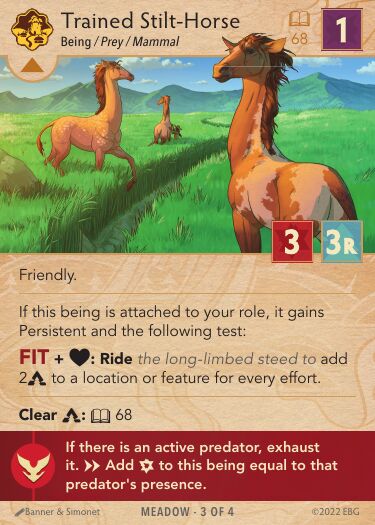 Trained Stilt-Horse
Being / Prey / Mammal
68
1
3
3R
Friendly.
If this being is attached to your role, it gains
Persistent and the following test:
FIT + : Ride the long-limbed steed to add
2 to a location or feature for every effort.
Clear : 68
If there is an active predator, exhaust
it. Add to this being equal to that
predator's presence.
Banner & Simonet
MEADOW - 3 OF 4
©2022 EBG